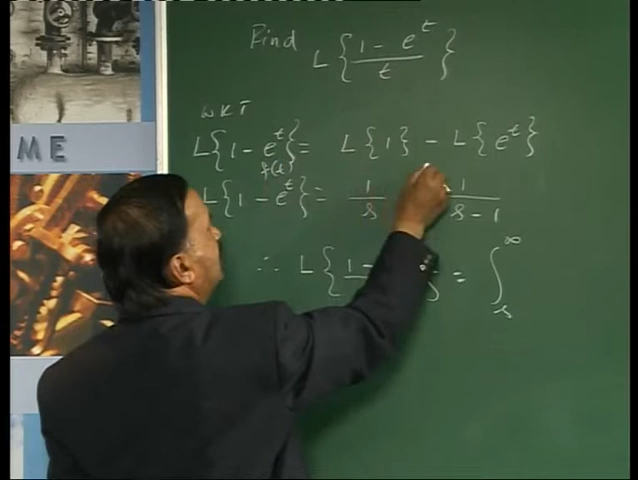 Find L{1 - e^t / t}
WKT
L{1 - e^t} = L{1} - L{e^t}
f(t)
L{1 - e^t} = 1/s 1/s - 1
∴ L{1 - = ∫_s^∞
ME